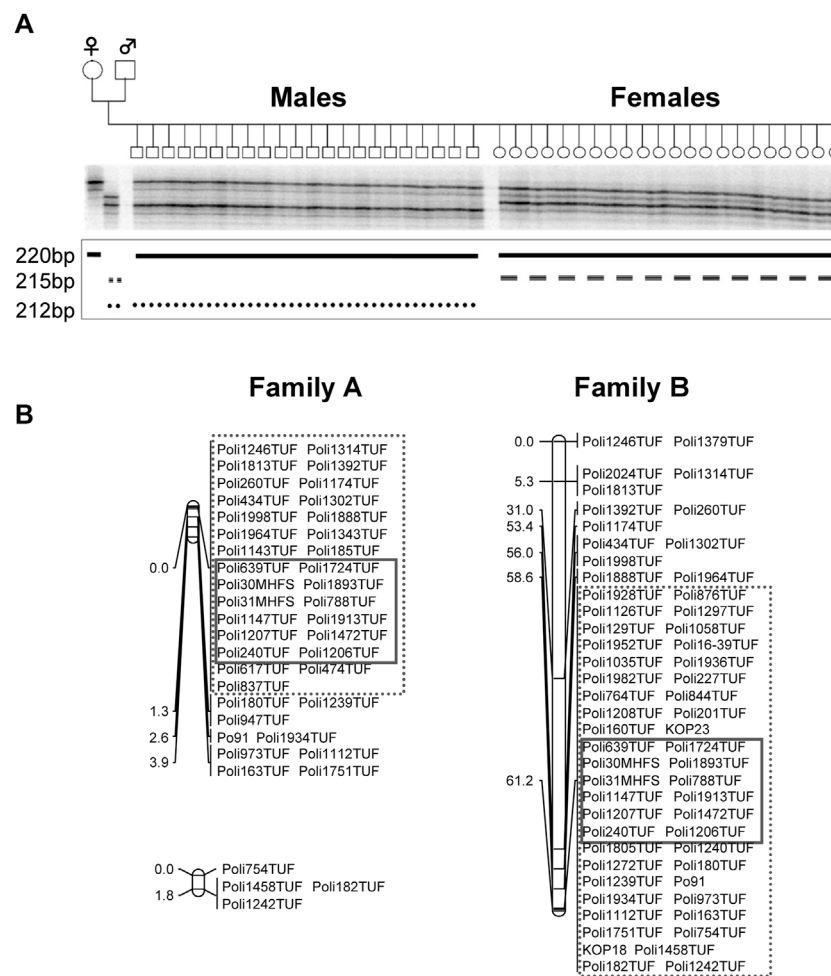 A
♀ ♂
Males Females
220bp
215bp
212bp
B
Family A
Poli1246TUF Poli1314TUF
Poli1813TUF Poli1392TUF
Poli260TUF Poli1174TUF
Poli434TUF Poli1302TUF
Poli1998TUF Poli1888TUF
Poli1964TUF Poli1343TUF
Poli1143TUF Poli185TUF
0.0 Poli639TUF Poli1724TUF
Poli30MHFS Poli1893TUF
Poli31MHFS Poli788TUF
Poli1147TUF Poli1913TUF
Poli1207TUF Poli1472TUF
Poli240TUF Poli1206TUF
Poli617TUF Poli474TUF
Poli837TUF
1.3 Poli180TUF Poli1239TUF
Poli947TUF
2.6 Po91 Poli1934TUF
3.9 Poli973TUF Poli1112TUF
Poli163TUF Poli1751TUF
0.0 Poli754TUF
1.8 Poli1458TUF Poli182TUF
Poli1242TUF
Family B
0.0 Poli1246TUF Poli1379TUF
5.3 Poli2024TUF Poli1314TUF
Poli1813TUF
31.0 Poli1392TUF Poli260TUF
53.4 Poli1174TUF
56.0 Poli434TUF Poli1302TUF
Poli1998TUF
58.6 Poli1888TUF Poli1964TUF
Poli1928TUF Poli876TUF
Poli1126TUF Poli1297TUF
Poli129TUF Poli1058TUF
Poli1952TUF Poli16-39TUF
Poli1035TUF Poli1936TUF
Poli1982TUF Poli227TUF
Poli764TUF Poli844TUF
Poli1208TUF Poli201TUF
Poli160TUF KOP23
Poli639TUF Poli1724TUF
Poli30MHFS Poli1893TUF
61.2 Poli31MHFS Poli788TUF
Poli1147TUF Poli1913TUF
Poli1207TUF Poli1472TUF
Poli240TUF Poli1206TUF
Poli1805TUF Poli1240TUF
Poli1272TUF Poli180TUF
Poli1239TUF Po91
Poli1934TUF Poli973TUF
Poli1112TUF Poli163TUF
Poli1751TUF Poli754TUF
KOP18 Poli1458TUF
Poli182TUF Poli1242TUF